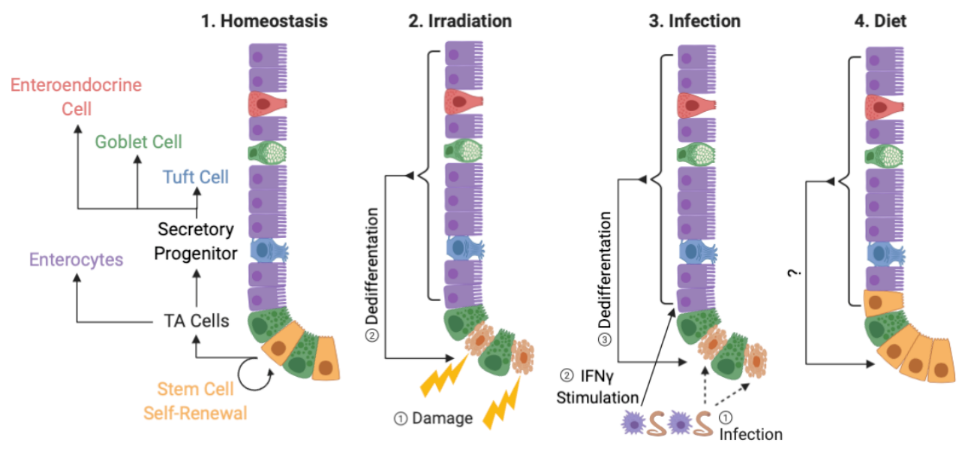 1. Homeostasis
2. Irradiation
3. Infection
4. Diet
Enteroendocrine
Cell
Goblet Cell
Tuft Cell
Secretory
Progenitor
Enterocytes
TA Cells
Stem Cell
Self-Renewal
② Dedifferentation
① Damage
③ Dedifferentation
② IFNγ
Stimulation
①
Infection
?